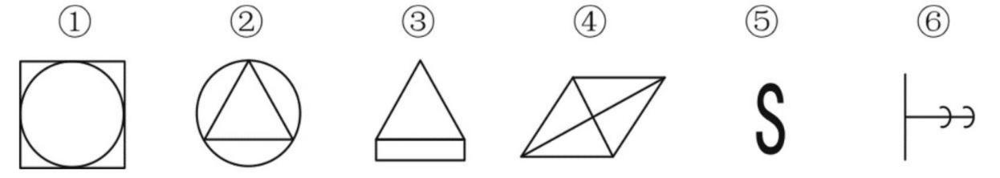 ① ② ③ ④ ⑤ ⑥
S